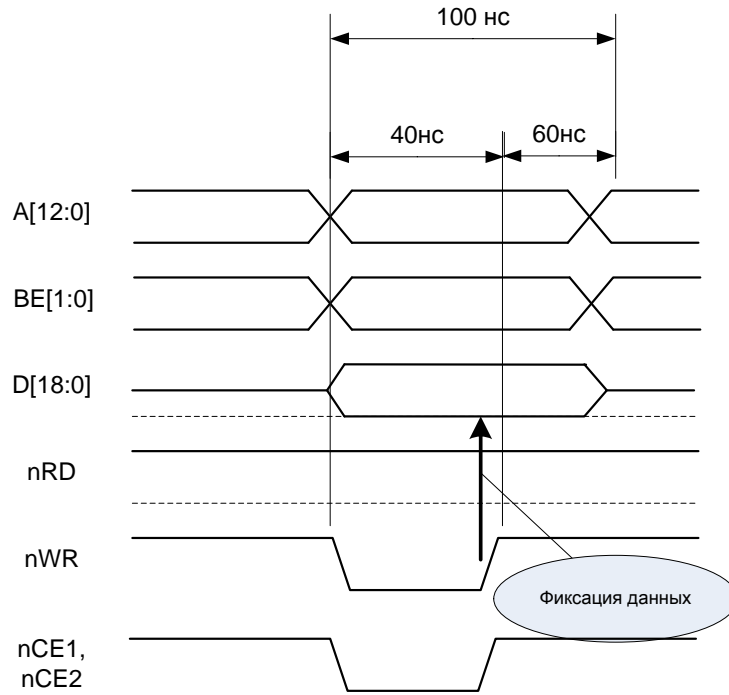 100 нс
40нс
60нс
A[12:0]
BE[1:0]
D[18:0]
nRD
nWR
Фиксация данных
nCE1,
nCE2